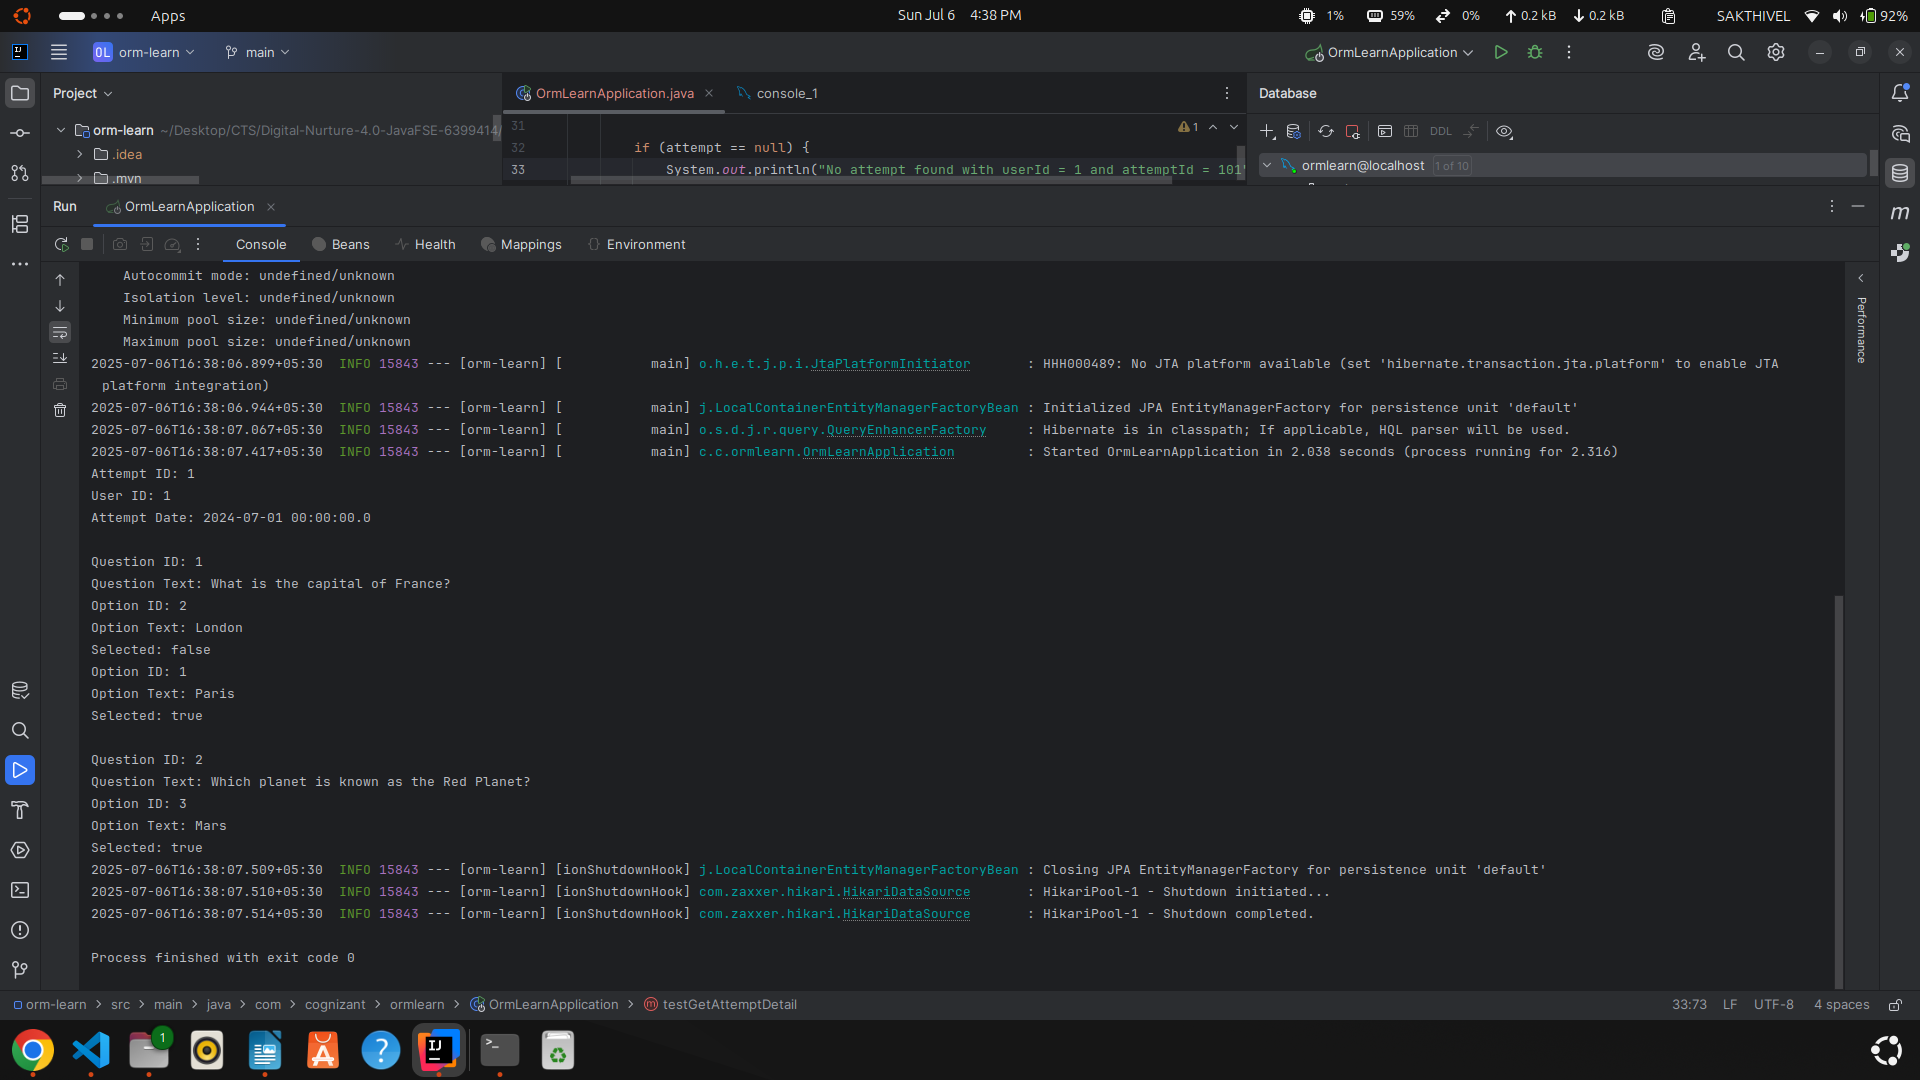 Apps
Sun Jul 6 4:38 PM
1%
59%
0%
0.2 kB
0.2 kB
SAKTHIVEL
92%
OL orm-learn
main
OrmLearnApplication
Project
OrmLearnApplication.java
console_1
Database
orm-learn ~/Desktop/CTS/Digital-Nurture-4.0-JavaFSE-6399414/
.idea
.mvn
31
32 if (attempt == null) {
33 System.out.println("No attempt found with userId = 1 and attemptId = 101"
1
DDL
ormlearn@localhost 1 of 10
Run OrmLearnApplication
Console Beans Health Mappings Environment
Autocommit mode: undefined/unknown
Isolation level: undefined/unknown
Minimum pool size: undefined/unknown
Maximum pool size: undefined/unknown
2025-07-06T16:38:06.899+05:30 INFO 15843 --- [orm-learn] [ main] o.h.e.t.j.p.i.JtaPlatformInitiator : HHH000489: No JTA platform available (set 'hibernate.transaction.jta.platform' to enable JTA
platform integration)
2025-07-06T16:38:06.944+05:30 INFO 15843 --- [orm-learn] [ main] j.LocalContainerEntityManagerFactoryBean : Initialized JPA EntityManagerFactory for persistence unit 'default'
2025-07-06T16:38:07.067+05:30 INFO 15843 --- [orm-learn] [ main] o.s.d.j.r.query.QueryEnhancerFactory : Hibernate is in classpath; If applicable, HQL parser will be used.
2025-07-06T16:38:07.417+05:30 INFO 15843 --- [orm-learn] [ main] c.c.ormlearn.OrmLearnApplication : Started OrmLearnApplication in 2.038 seconds (process running for 2.316)
Attempt ID: 1
User ID: 1
Attempt Date: 2024-07-01 00:00:00.0
Question ID: 1
Question Text: What is the capital of France?
Option ID: 2
Option Text: London
Selected: false
Option ID: 1
Option Text: Paris
Selected: true
Question ID: 2
Question Text: Which planet is known as the Red Planet?
Option ID: 3
Option Text: Mars
Selected: true
2025-07-06T16:38:07.509+05:30 INFO 15843 --- [orm-learn] [ionShutdownHook] j.LocalContainerEntityManagerFactoryBean : Closing JPA EntityManagerFactory for persistence unit 'default'
2025-07-06T16:38:07.510+05:30 INFO 15843 --- [orm-learn] [ionShutdownHook] com.zaxxer.hikari.HikariDataSource : HikariPool-1 - Shutdown initiated...
2025-07-06T16:38:07.514+05:30 INFO 15843 --- [orm-learn] [ionShutdownHook] com.zaxxer.hikari.HikariDataSource : HikariPool-1 - Shutdown completed.
Process finished with exit code 0
Performance
orm-learn > src > main > java > com > cognizant > ormlearn > OrmLearnApplication > testGetAttemptDetail
33:73 LF UTF-8 4 spaces
1